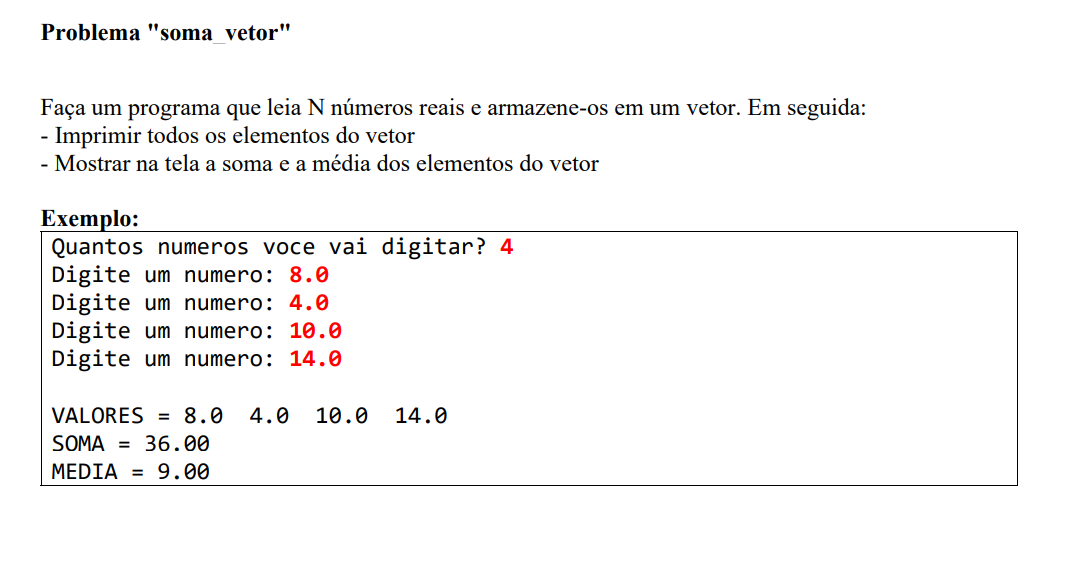 Problema "soma_vetor"
Faça um programa que leia N números reais e armazene-os em um vetor. Em seguida:
- Imprimir todos os elementos do vetor
- Mostrar na tela a soma e a média dos elementos do vetor
Exemplo:
Quantos numeros voce vai digitar? 4
Digite um numero: 8.0
Digite um numero: 4.0
Digite um numero: 10.0
Digite um numero: 14.0
VALORES = 8.0  4.0  10.0  14.0
SOMA = 36.00
MEDIA = 9.00